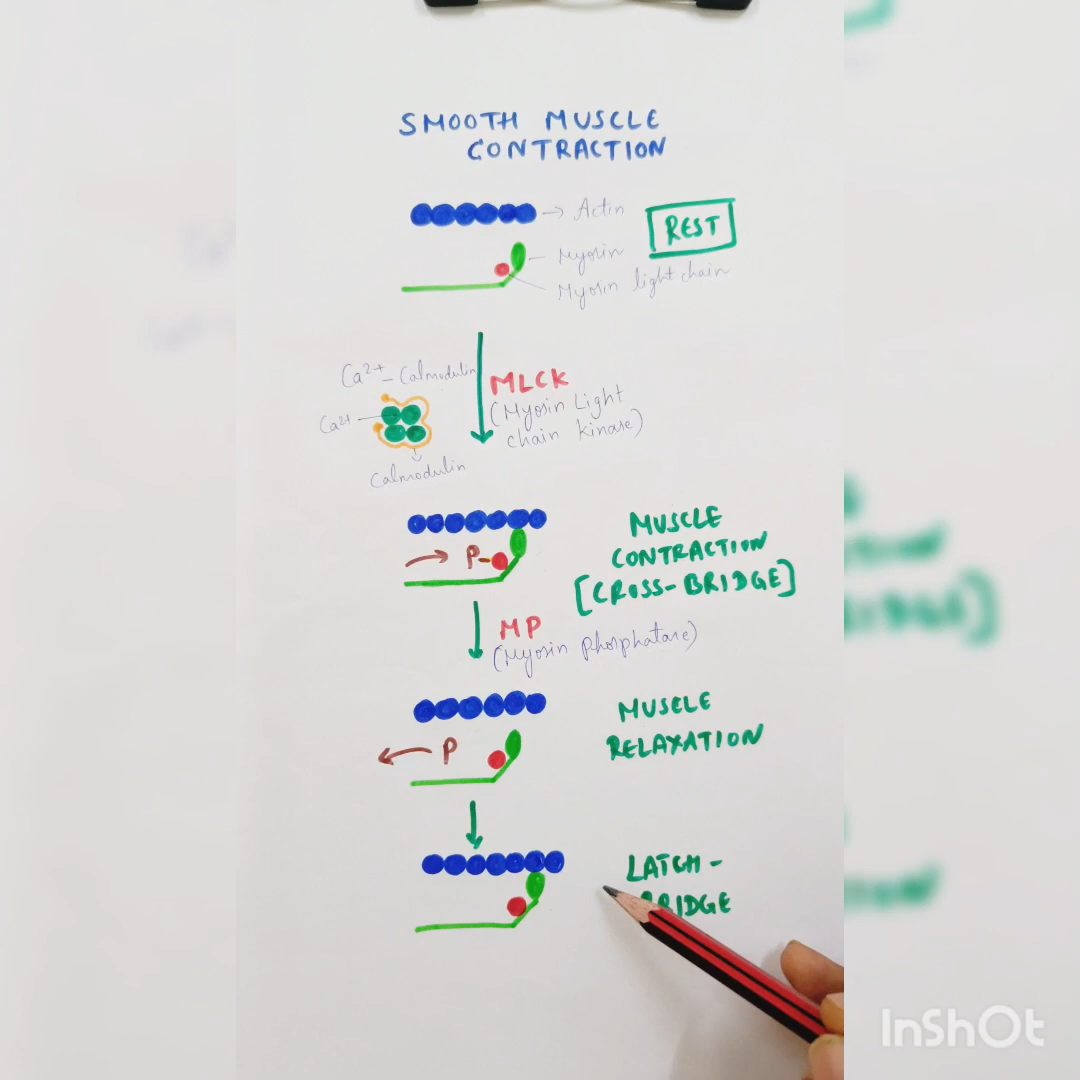 SMOOTH MUSCLE
CONTRACTION
→ Actin
REST
Myosin
Myosin light chain
Ca2+ - Calmodulin
MLCK
(Myosin Light
chain Kinase)
Ca2+
Calmodulin
MUSCLE
CONTRACTION
[CROSS-BRIDGE]
P
MP
(Myosin Phosphatase)
MUSCLE
RELAXATION
P
LATCH-
BRIDGE
InShOt